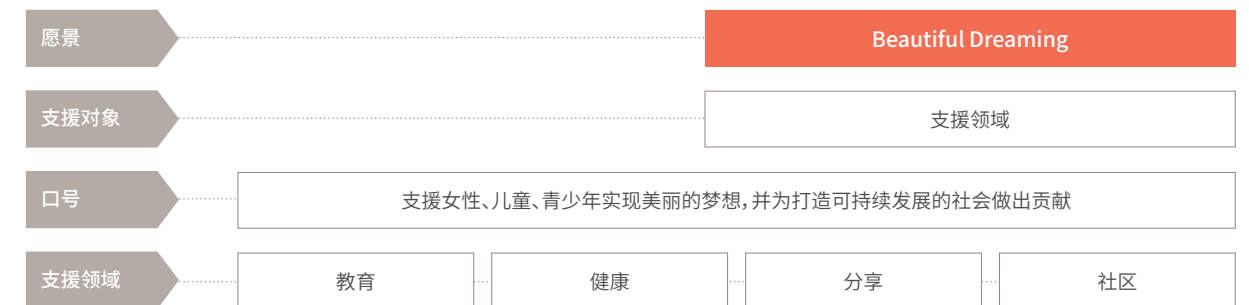 愿景
Beautiful Dreaming
支援对象
支援领域
口号
支援女性、儿童、青少年实现美丽的梦想,并为打造可持续发展的社会做出贡献
支援领域
教育
健康
分享
社区